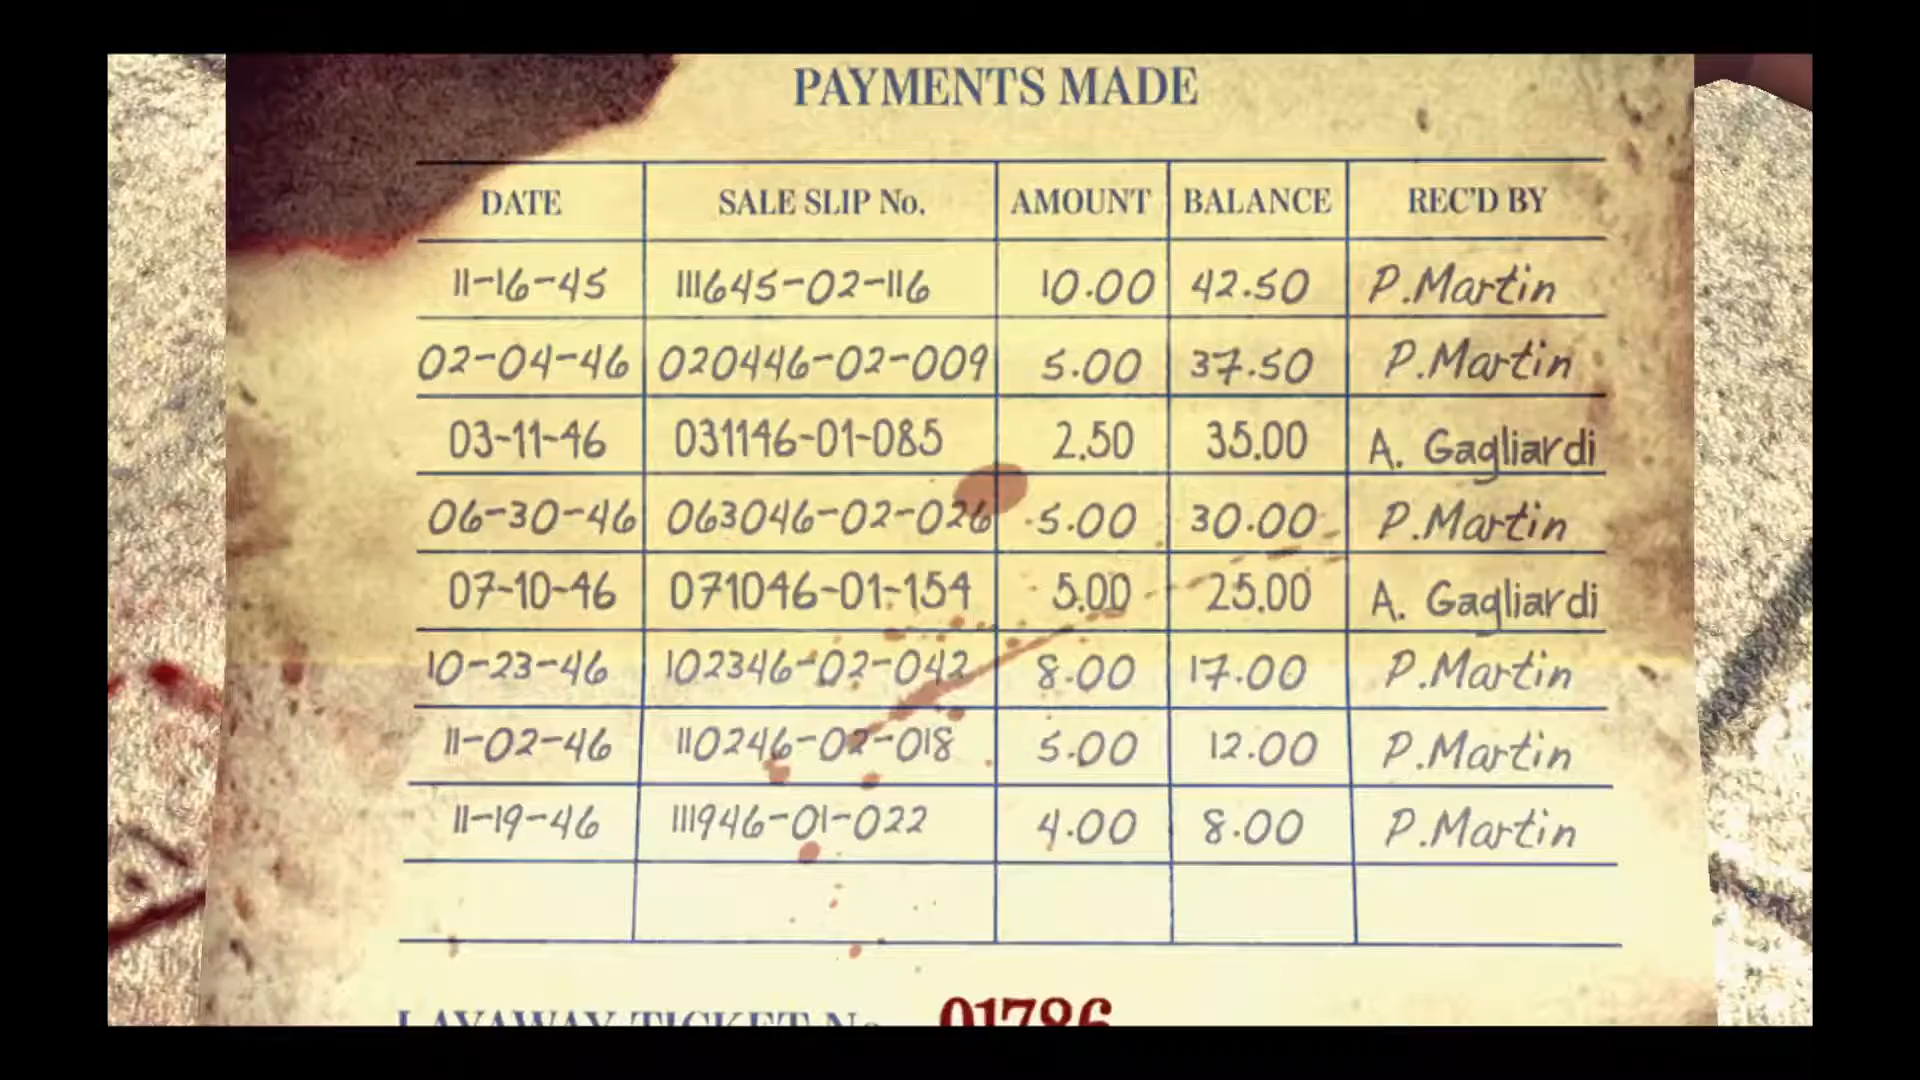 PAYMENTS MADE
DATE SALE SLIP No. AMOUNT BALANCE REC'D BY
11-16-45 111645-02-116 10.00 42.50 P.Martin
02-04-46 020446-02-009 5.00 37.50 P.Martin
03-11-46 031146-01-085 2.50 35.00 A. Gagliardi
06-30-46 063046-02-026 5.00 30.00 P.Martin
07-10-46 071046-01-154 5.00 25.00 A. Gagliardi
10-23-46 102346-02-042 8.00 17.00 P.Martin
11-02-46 110246-02-018 5.00 12.00 P.Martin
11-19-46 111946-01-022 4.00 8.00 P.Martin
LAYAWAY TICKET No. 01786